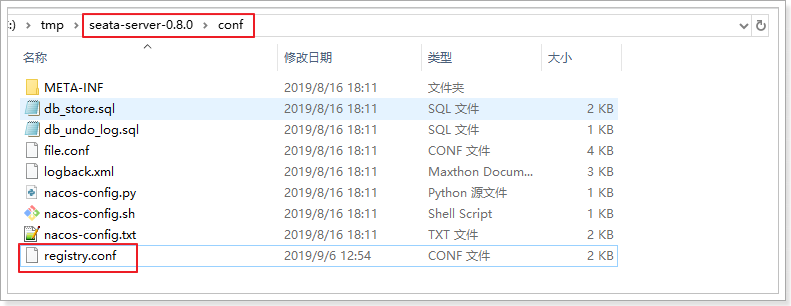 :) › tmp › seata-server-0.8.0 › conf
名称 修改日期 类型 大小
META-INF 2019/8/16 18:11 文件夹
db_store.sql 2019/8/16 18:11 SQL 文件 2 KB
db_undo_log.sql 2019/8/16 18:11 SQL 文件 1 KB
file.conf 2019/8/16 18:11 CONF 文件 4 KB
logback.xml 2019/8/16 18:11 Maxthon Docum... 3 KB
nacos-config.py 2019/8/16 18:11 Python 源文件 1 KB
nacos-config.sh 2019/8/16 18:11 Shell Script 1 KB
nacos-config.txt 2019/8/16 18:11 TXT 文件 2 KB
registry.conf 2019/9/6 12:54 CONF 文件 2 KB